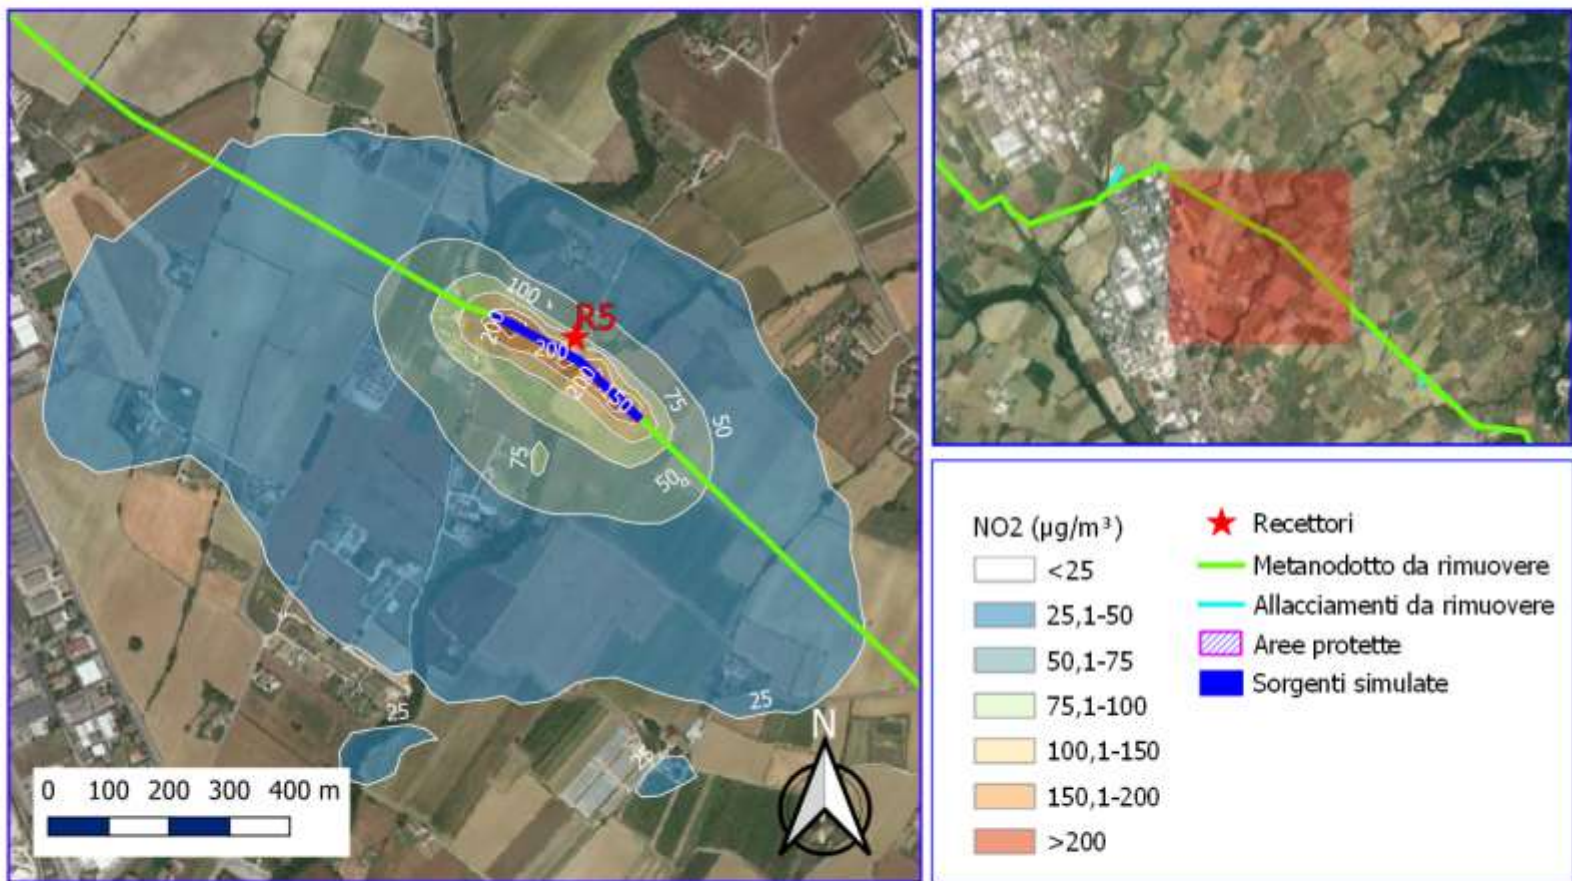 100
R5
200
200
200
150
75
50
75
50
25
25
25
N
0 100 200 300 400 m
NO2 (µg/m³)
<25
25,1-50
50,1-75
75,1-100
100,1-150
150,1-200
>200
Recettori
Metanodotto da rimuovere
Allacciamenti da rimuovere
Aree protette
Sorgenti simulate